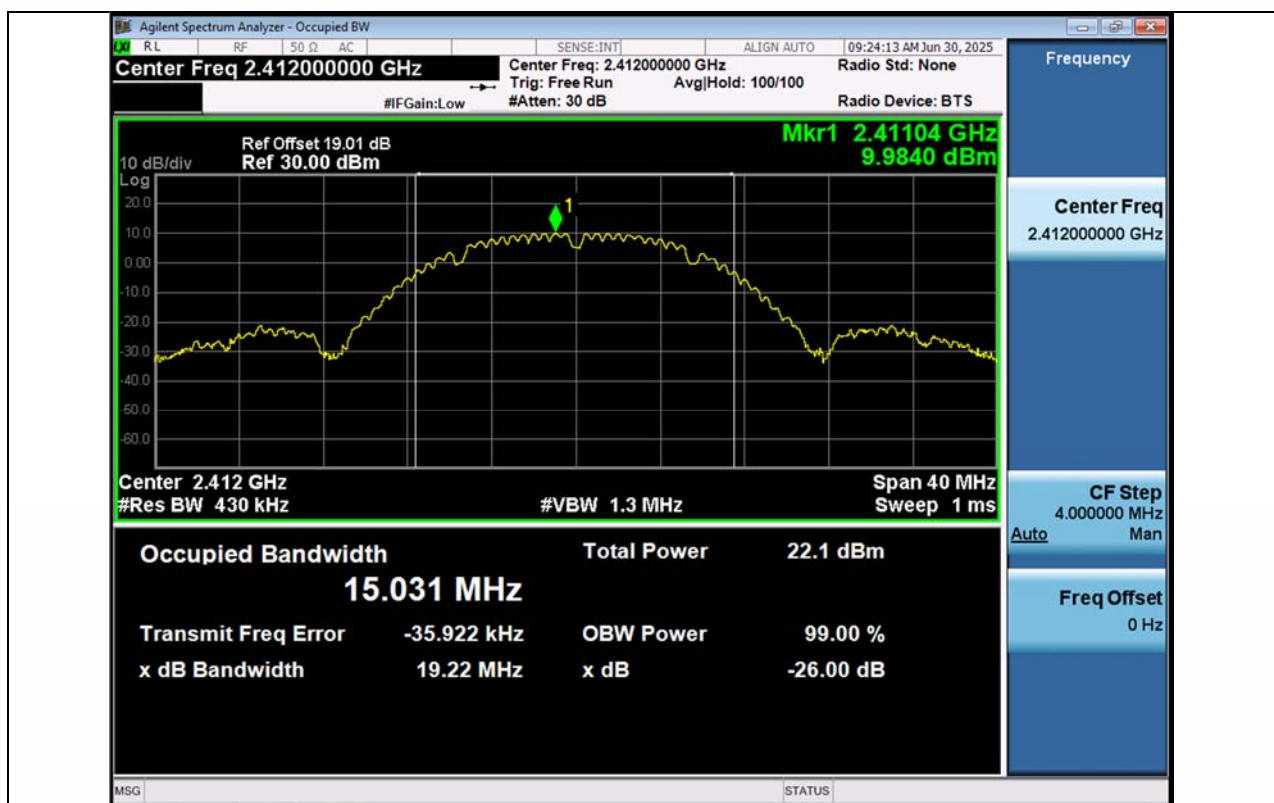 Agilent Spectrum Analyzer - Occupied BW
LXI RL RF 50 Ω AC SENSE:INT ALIGN AUTO 09:24:13 AM Jun 30, 2025
Center Freq 2.412000000 GHz
Center Freq: 2.412000000 GHz Radio Std: None
Trig: Free Run Avg|Hold: 100/100
#IFGain:Low #Atten: 30 dB Radio Device: BTS
Frequency
Mkr1 2.41104 GHz
9.9840 dBm
Ref Offset 19.01 dB
10 dB/div Ref 30.00 dBm
Log
20.0
10.0
0.00
-10.0
-20.0
-30.0
-40.0
-50.0
-60.0
1
Center 2.412 GHz Span 40 MHz
#Res BW 430 kHz #VBW 1.3 MHz Sweep 1 ms
Occupied Bandwidth Total Power 22.1 dBm
15.031 MHz
Transmit Freq Error -35.922 kHz OBW Power 99.00 %
x dB Bandwidth 19.22 MHz x dB -26.00 dB
Center Freq
2.412000000 GHz
CF Step
4.000000 MHz
Auto Man
Freq Offset
0 Hz
MSG STATUS